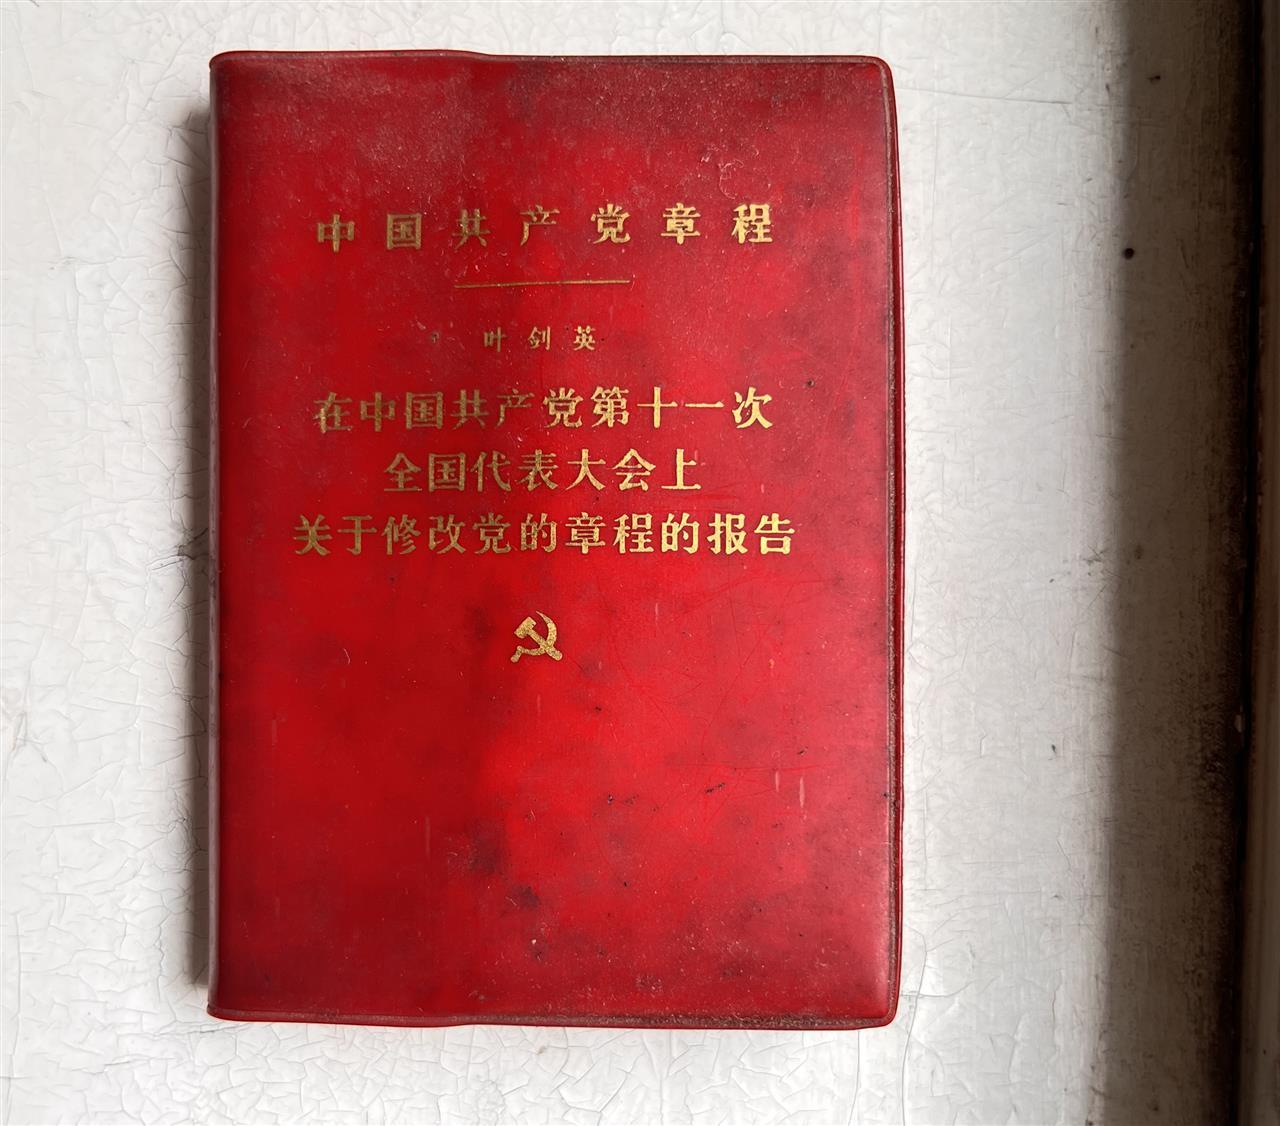 中国共产党章程
叶剑英
在中国共产党第十一次
全国代表大会上
关于修改党的章程的报告